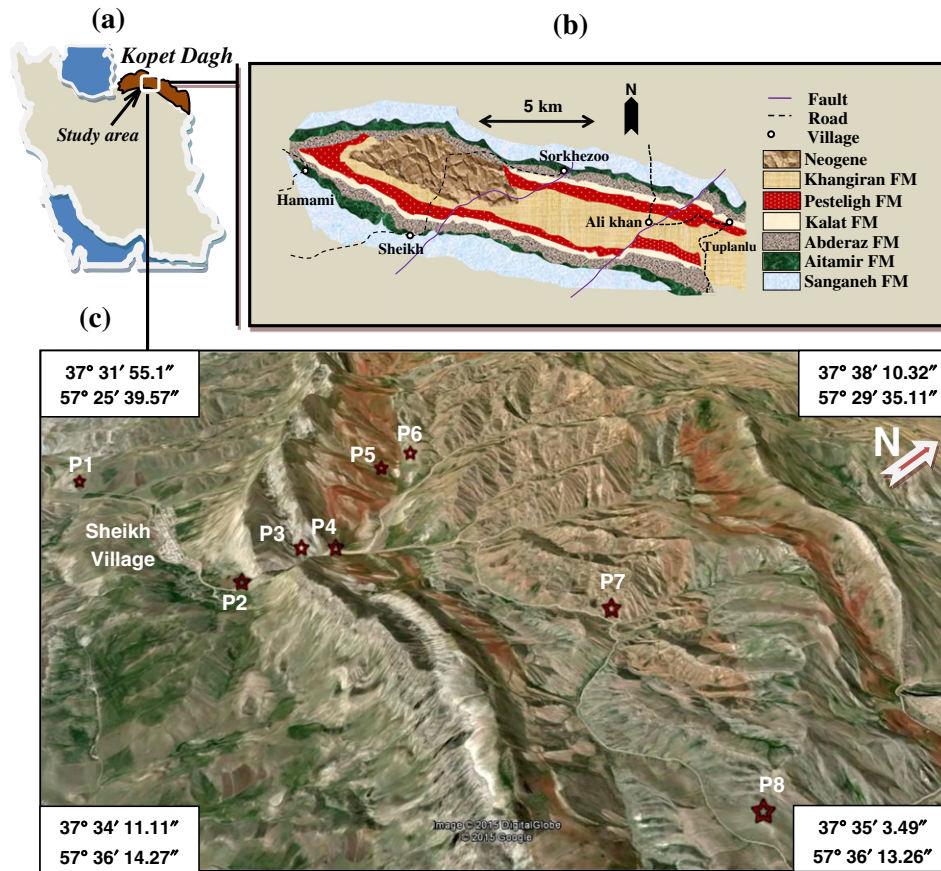 (a)
Kopet Dagh
Study area
(b)
5 km
N
Sorkhezoo
Hamami
Sheikh
Ali khan
Tuplanlu
Fault
Road
Village
Neogene
Khangiran FM
Pesteligh FM
Kalat FM
Abderaz FM
Aitamir FM
Sanganeh FM
(c)
37° 31′ 55.1″
57° 25′ 39.57″
37° 38′ 10.32″
57° 29′ 35.11″
N
P1
P6
P5
Sheikh
Village
P3
P4
P2
P7
P8
37° 34′ 11.11″
57° 36′ 14.27″
Image © 2015 DigitalGlobe
© 2015 Google
37° 35′ 3.49″
57° 36′ 13.26″